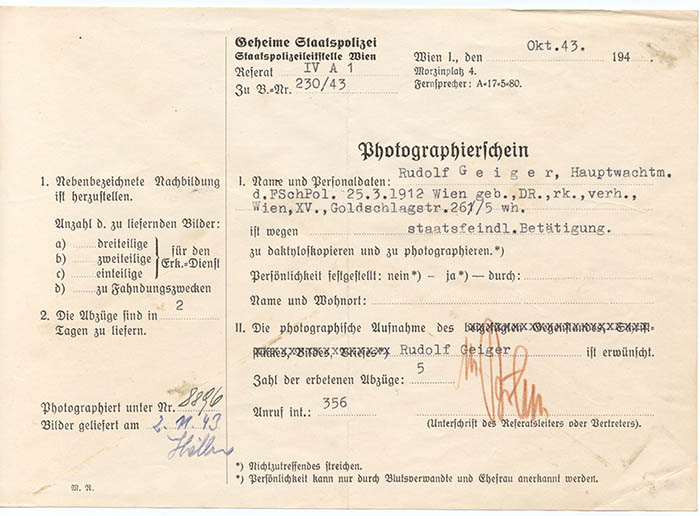 Geheime Staatspolizei
Staatspolizeileitstelle Wien
Referat IV A 1
Zu B.-Nr. 230/43
Wien I., den Okt.43. 194
Morzinplatz 4.
Fernsprecher: A=17=5=80.
Photographierschein
1. Nebenbezeichnete Nachbildung
ist herzustellen.
Anzahl d. zu liefernden Bilder:
a) dreiteilige
b) zweiteilige
c) einteilige
für den
Erk.=Dienst
d) zu Fahndungszwecken
2. Die Abzüge sind in 2
Tagen zu liefern.
Photographiert unter Nr. 8896
Bilder geliefert am 2. 11. 43
M. R.
I. Name und Personaldaten: Rudolf Geiger, Hauptwachtm.
d.FSchPol. 25.3.1912 Wien geb.,DR.,rk.,verh.,
Wien,XV.,Goldschlagstr.261/5 wh.
ist wegen staatsfeindl.Betätigung.
zu daktyloskopieren und zu photographieren.*)
Persönlichkeit festgestellt: nein*) – ja*) – durch:
Name und Wohnort:
II. Die photographische Aufnahme des
Rudolf Geiger ist erwünscht.
Zahl der erbetenen Abzüge: 5
Anruf int.: 356
(Unterschrift des Referatsleiters oder Vertreters).
*) Nichtzutreffendes streichen.
*) Persönlichkeit kann nur durch Blutsverwandte und Ehefrau anerkannt werden.